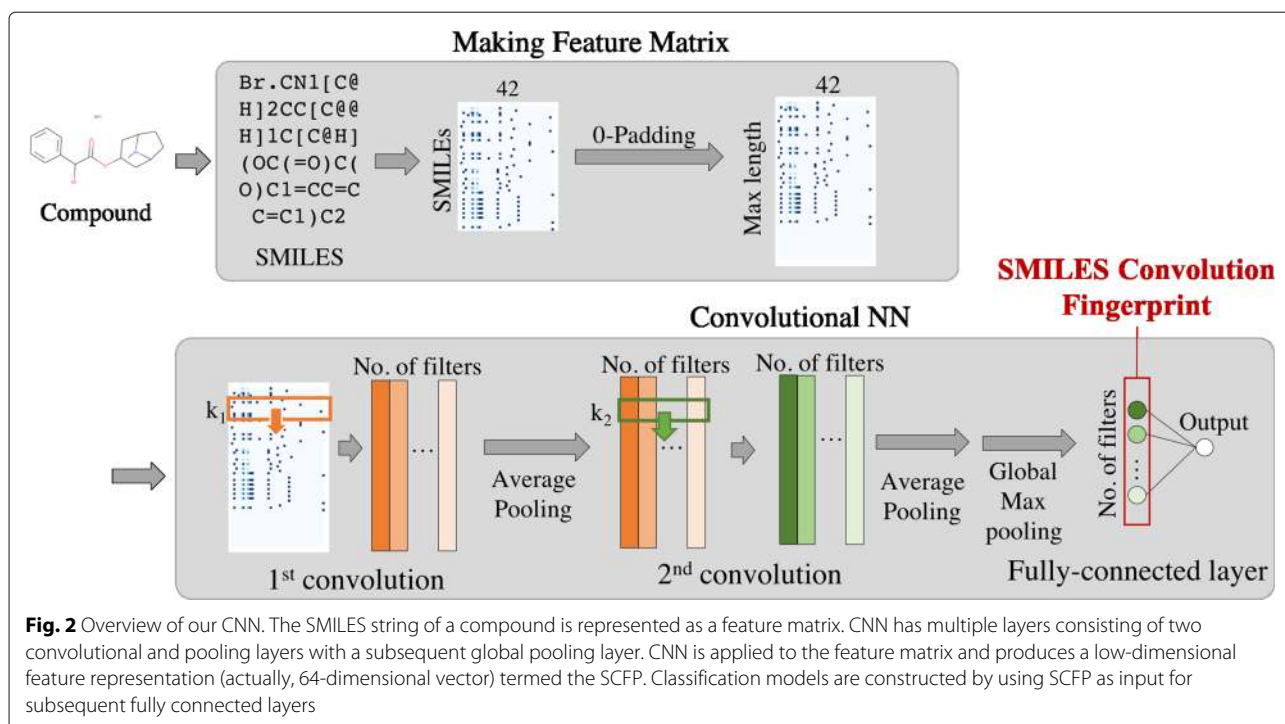 Making Feature Matrix
Compound
Br.CN1[C@
H]2CC[C@@
H]1C[C@H]
(OC(=O)C(
O)C1=CC=C
C=C1)C2
SMILES
42
SMILEs
0-Padding
42
Max length
SMILES Convolution
Fingerprint
Convolutional NN
k1
No. of filters
...
Average
Pooling
No. of filters
k2
...
No. of filters
...
Average
Pooling
Global
Max
pooling
No. of filters
...
Output
1st convolution
2nd convolution
Fully-connected layer
Fig. 2 Overview of our CNN. The SMILES string of a compound is represented as a feature matrix. CNN has multiple layers consisting of two
convolutional and pooling layers with a subsequent global pooling layer. CNN is applied to the feature matrix and produces a low-dimensional
feature representation (actually, 64-dimensional vector) termed the SCFP. Classification models are constructed by using SCFP as input for
subsequent fully connected layers